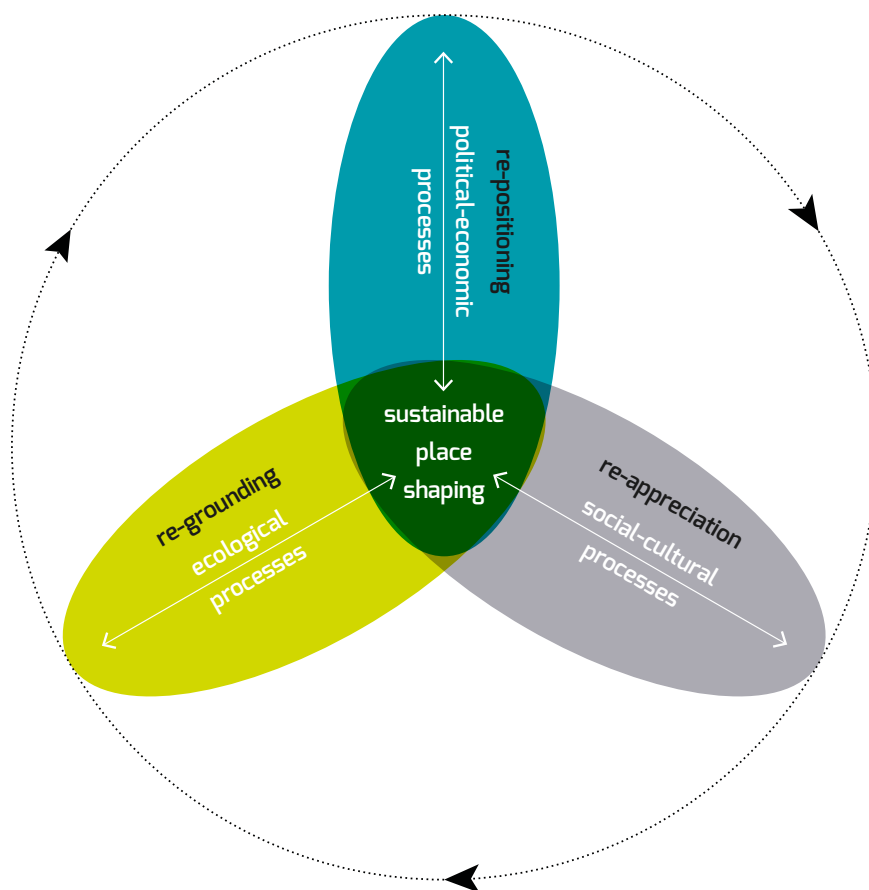 re-positioning
political-economic
processes
sustainable
place
shaping
re-grounding
ecological
processes
re-appreciation
social-cultural
processes